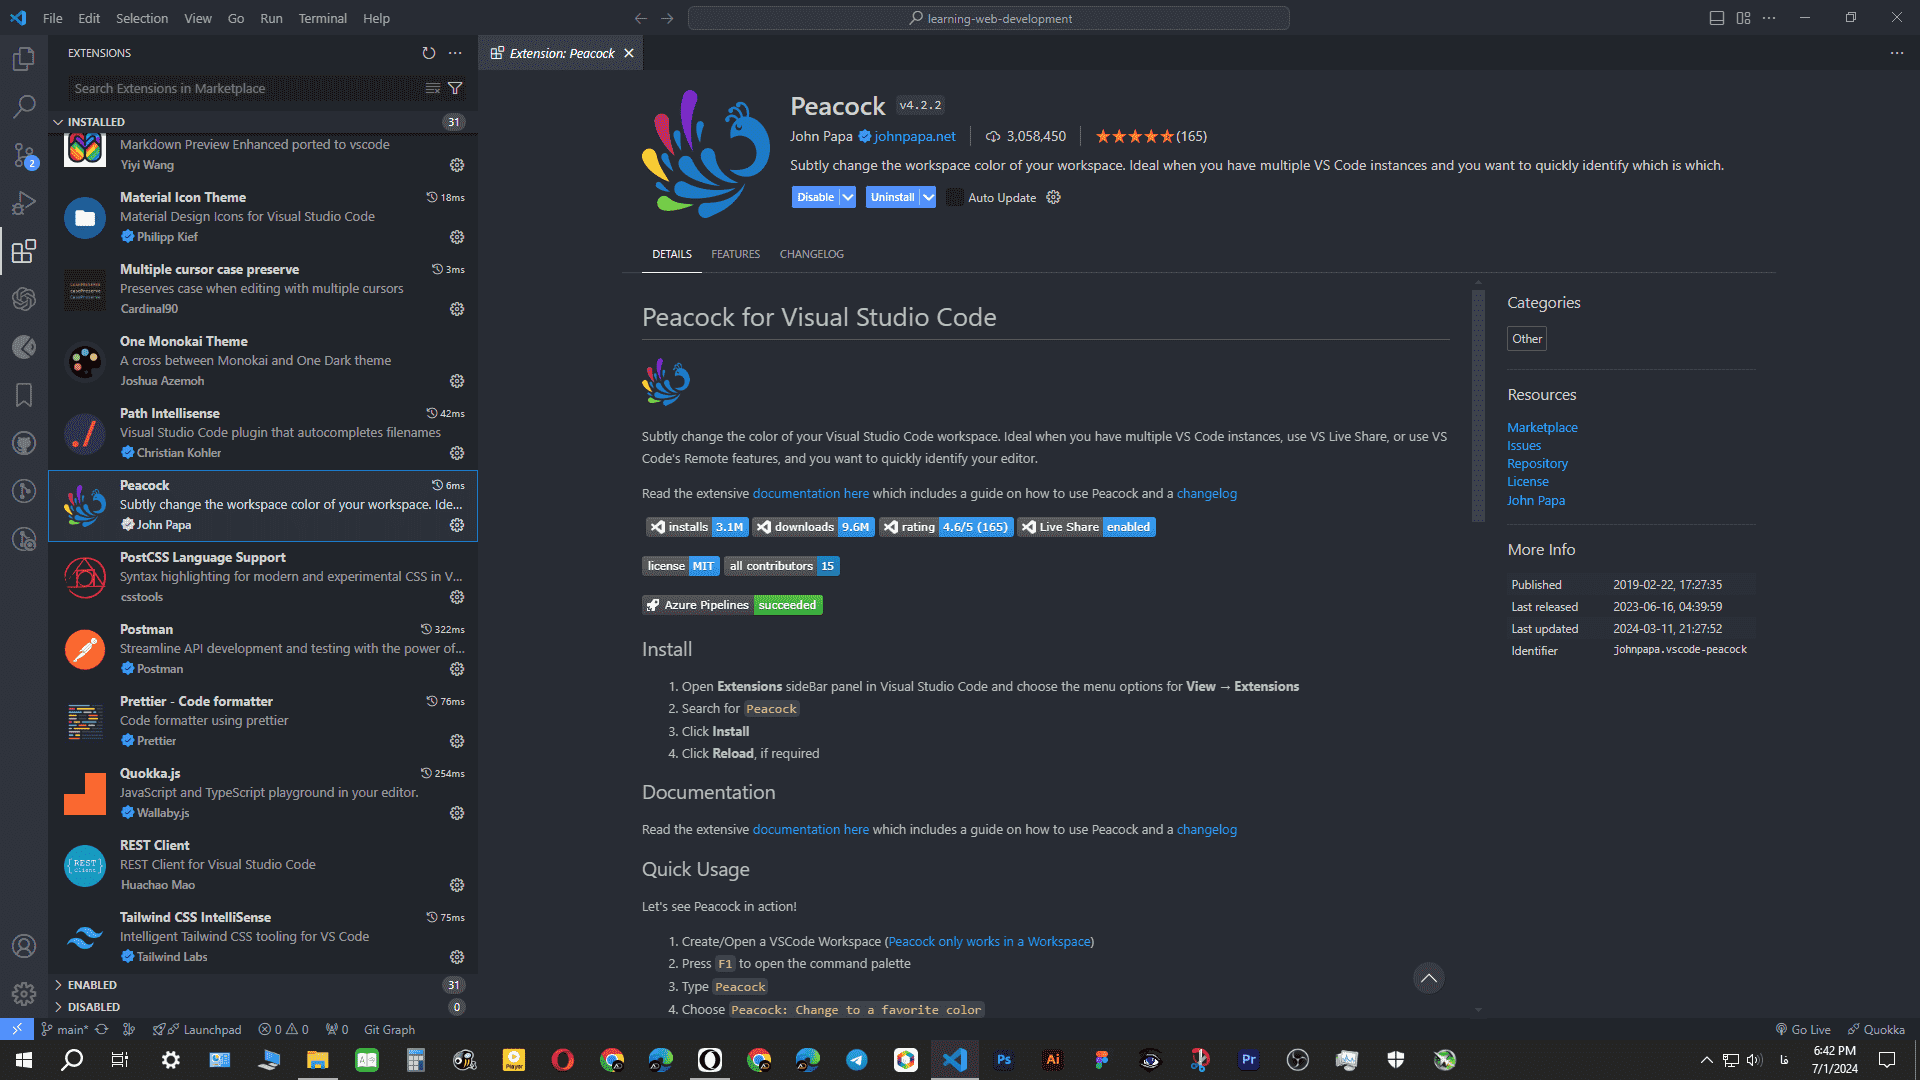 File Edit Selection View Go Run Terminal Help
learning-web-development
EXTENSIONS
Search Extensions in Marketplace
INSTALLED 31
Markdown Preview Enhanced ported to vscode
Yiyi Wang
Material Icon Theme 18ms
Material Design Icons for Visual Studio Code
Philipp Kief
Multiple cursor case preserve 3ms
Preserves case when editing with multiple cursors
Cardinal90
One Monokai Theme
A cross between Monokai and One Dark theme
Joshua Azemoh
Path Intellisense 42ms
Visual Studio Code plugin that autocompletes filenames
Christian Kohler
Peacock 6ms
Subtly change the workspace color of your workspace. Ide...
John Papa
PostCSS Language Support
Syntax highlighting for modern and experimental CSS in V...
csstools
Postman 322ms
Streamline API development and testing with the power of...
Postman
Prettier - Code formatter 76ms
Code formatter using prettier
Prettier
Quokka.js 254ms
JavaScript and TypeScript playground in your editor.
Wallaby.js
{REST}
Client
REST Client
REST Client for Visual Studio Code
Huachao Mao
Tailwind CSS IntelliSense 75ms
Intelligent Tailwind CSS tooling for VS Code
Tailwind Labs
ENABLED 31
DISABLED 0
2
Extension: Peacock
Peacock v4.2.2
John Papa johnpapa.net 3,058,450 (165)
Subtly change the workspace color of your workspace. Ideal when you have multiple VS Code instances and you want to quickly identify which is which.
Disable Uninstall Auto Update
DETAILS FEATURES CHANGELOG
Peacock for Visual Studio Code
Subtly change the color of your Visual Studio Code workspace. Ideal when you have multiple VS Code instances, use VS Live Share, or use VS
Code's Remote features, and you want to quickly identify your editor.
Read the extensive documentation here which includes a guide on how to use Peacock and a changelog
installs 3.1M downloads 9.6M rating 4.6/5 (165) Live Share enabled
license MIT all contributors 15
Azure Pipelines succeeded
Install
1. Open Extensions sideBar panel in Visual Studio Code and choose the menu options for View → Extensions
2. Search for Peacock
3. Click Install
4. Click Reload, if required
Documentation
Read the extensive documentation here which includes a guide on how to use Peacock and a changelog
Quick Usage
Let's see Peacock in action!
1. Create/Open a VSCode Workspace (Peacock only works in a Workspace)
2. Press F1 to open the command palette
3. Type Peacock
4. Choose Peacock: Change to a favorite color
Categories
Other
Resources
Marketplace
Issues
Repository
License
John Papa
More Info
Published 2019-02-22, 17:27:35
Last released 2023-06-16, 04:39:59
Last updated 2024-03-11, 21:27:52
Identifier johnpapa.vscode-peacock
main* Launchpad 0 0 0 Git Graph Go Live Quokka
Player Ps Ai Pr فا 6:42 PM
7/1/2024